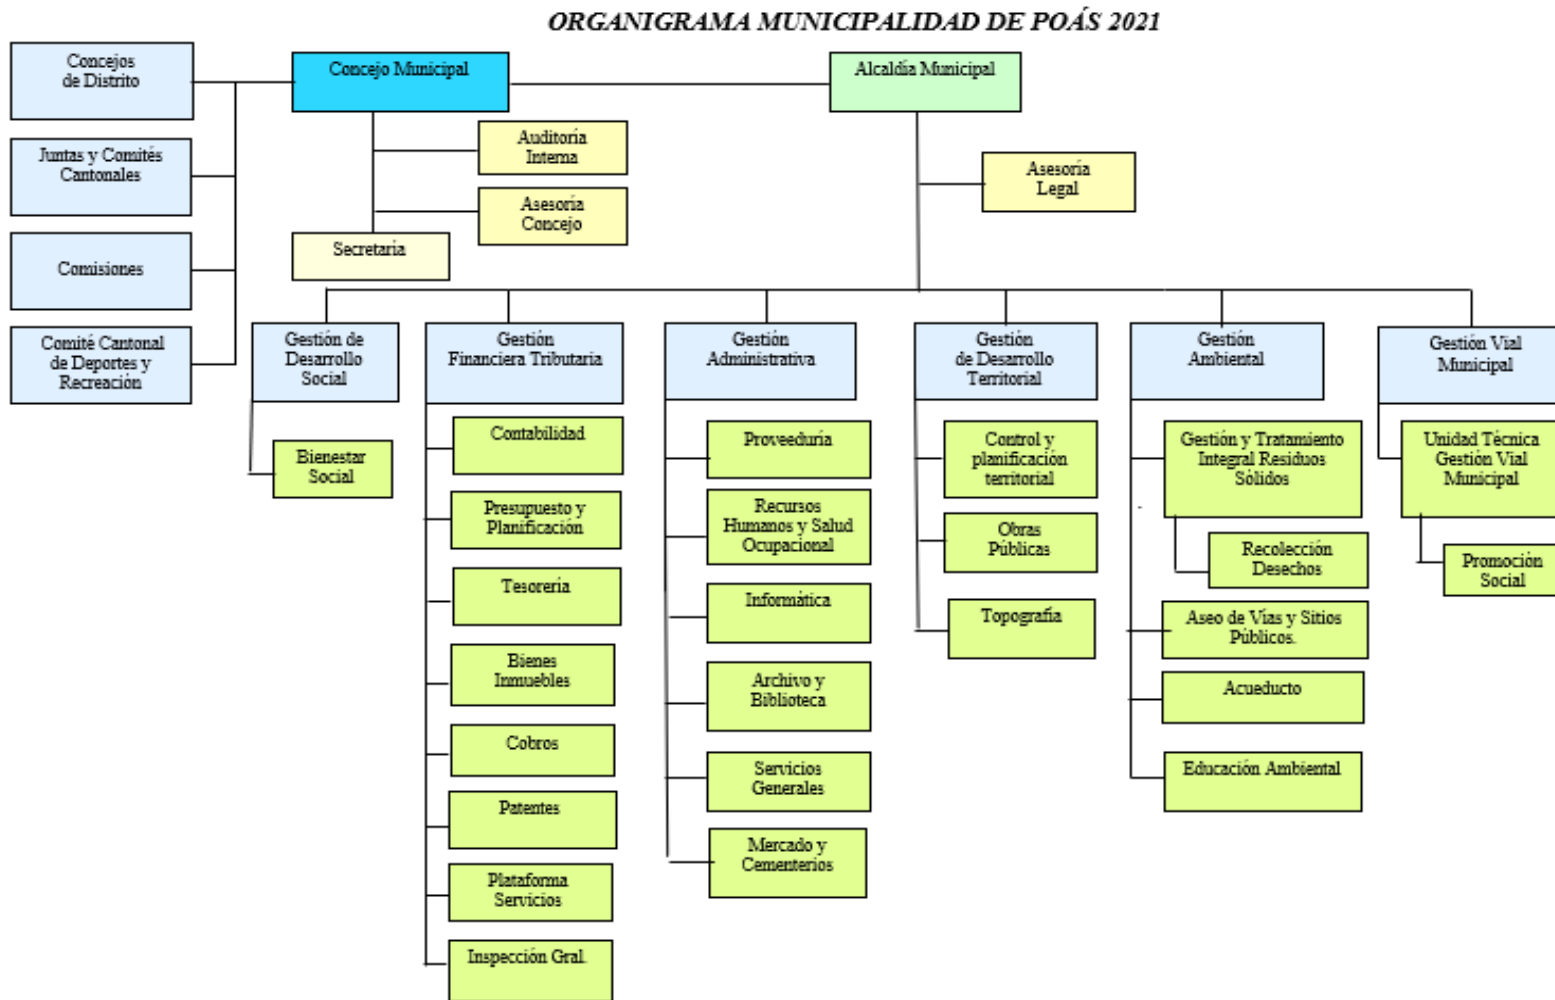 ORGANIGRAMA MUNICIPALIDAD DE POÁS 2021
Concejos
de Distrito
Concejo Municipal
Alcaldía Municipal
Juntas y Comités
Cantonales
Auditoría
Interna
Asesoría
Legal
Asesoría
Concejo
Comisiones
Secretaría
Comité Cantonal
de Deportes y
Recreación
Gestión de
Desarrollo
Social
Gestión
Financiera Tributaria
Gestión
Administrativa
Gestión
de Desarrollo
Territorial
Gestión
Ambiental
Gestión Vial
Municipal
Bienestar
Social
Contabilidad
Presupuesto y
Planificación
Tesorería
Bienes
Inmuebles
Cobros
Patentes
Plataforma
Servicios
Inspección Gral.
Proveeduría
Recursos
Humanos y Salud
Ocupacional
Informática
Archivo y
Biblioteca
Servicios
Generales
Mercado y
Cementerios
Control y
planificación
territorial
Obras
Públicas
Topografía
Gestión y Tratamiento
Integral Residuos
Sólidos
Recolección
Desechos
Aseo de Vías y Sitios
Públicos.
Acueducto
Educación Ambiental
Unidad Técnica
Gestión Vial
Municipal
Promoción
Social